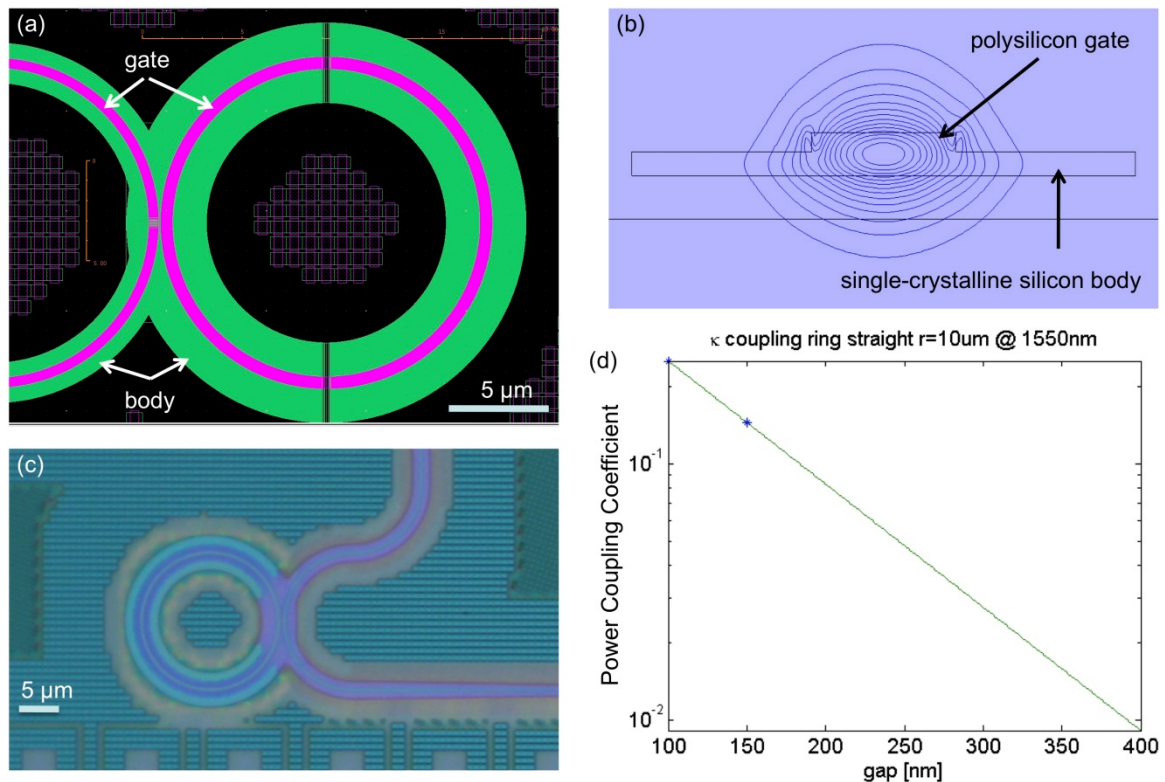 (a)
gate
body
5 μm
(b)
polysilicon gate
single-crystalline silicon body
(c)
5 μm
κ coupling ring straight r=10um @ 1550nm
(d)
Power Coupling Coefficient
10⁻¹
10⁻²
100 150 200 250 300 350 400
gap [nm]